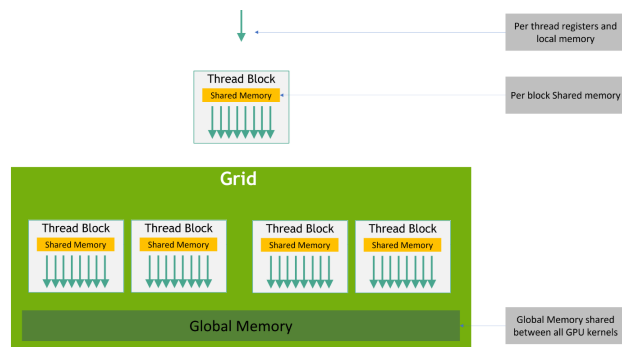 Per thread registers and
local memory
Thread Block
Shared Memory
Per block Shared memory
Grid
Thread Block
Shared Memory
Thread Block
Shared Memory
Thread Block
Shared Memory
Thread Block
Shared Memory
Global Memory
Global Memory shared
between all GPU kernels